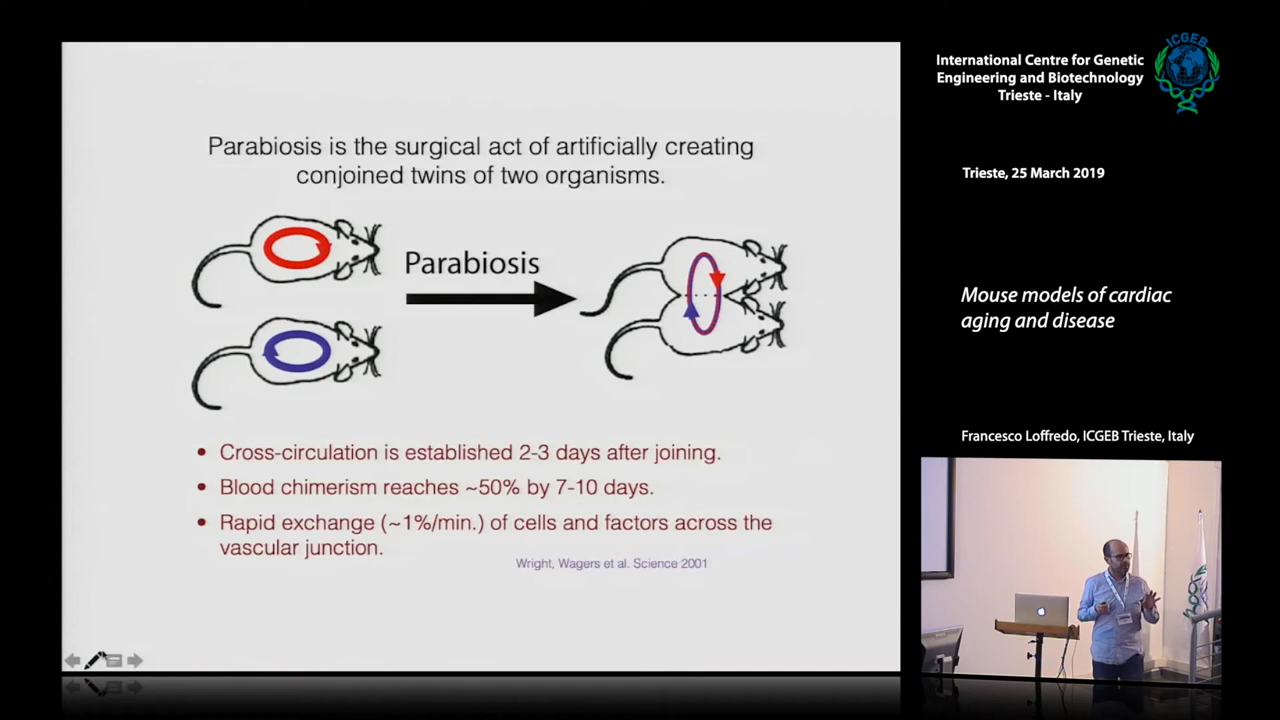 Parabiosis is the surgical act of artificially creating
conjoined twins of two organisms.
Parabiosis
• Cross-circulation is established 2-3 days after joining.
• Blood chimerism reaches ~50% by 7-10 days.
• Rapid exchange (~1%/min.) of cells and factors across the
vascular junction.
Wright, Wagers et al. Science 2001
International Centre for Genetic
Engineering and Biotechnology
Trieste - Italy
ICGEB
Trieste, 25 March 2019
Mouse models of cardiac
aging and disease
Francesco Loffredo, ICGEB Trieste, Italy